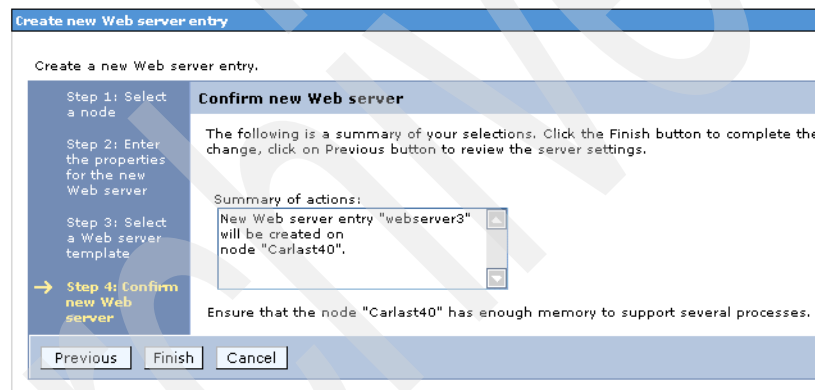 Create new Web server entry
Create a new Web server entry.
Step 1: Select
a node
Step 2: Enter
the properties
for the new
Web server
Step 3: Select
a Web server
template
→ Step 4: Confirm
new Web
server
Confirm new Web server
The following is a summary of your selections. Click the Finish button to complete the
change, click on Previous button to review the server settings.
Summary of actions:
New Web server entry "webserver3"
will be created on
node "Carlast40".
Ensure that the node "Carlast40" has enough memory to support several processes.
Previous Finish Cancel